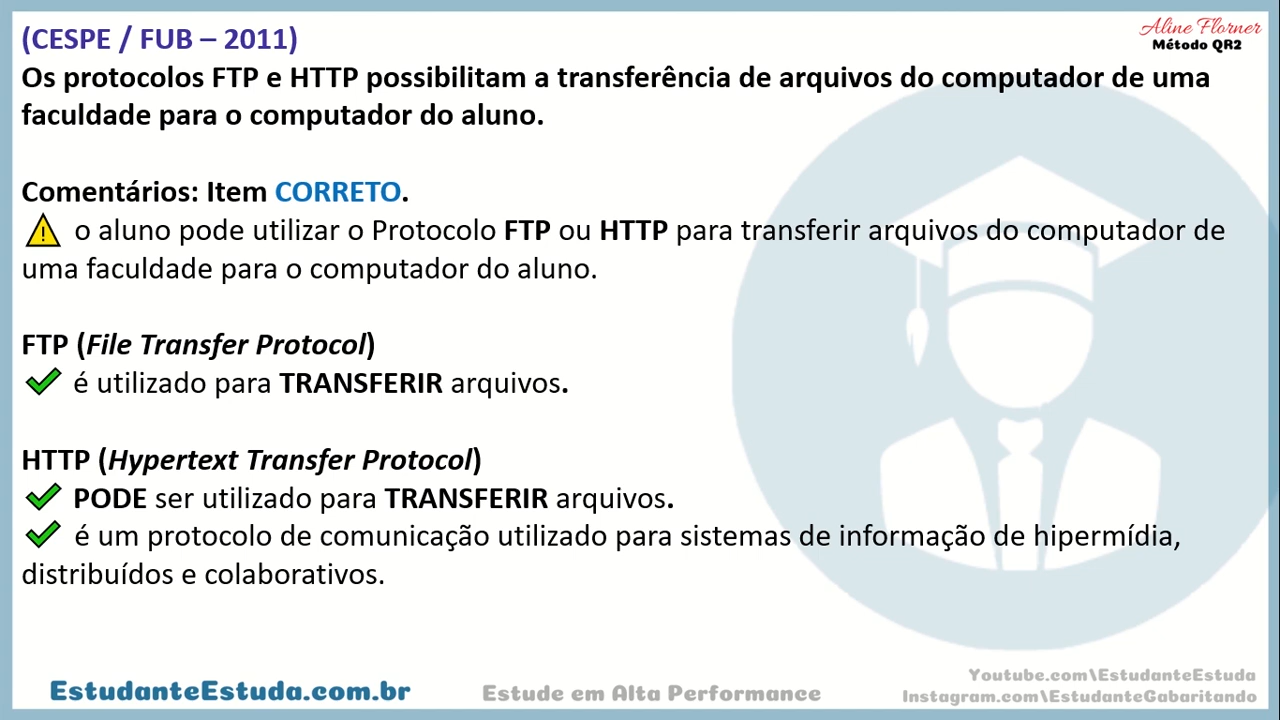 (CESPE / FUB – 2011)
Aline Florner
Método QR2
Os protocolos FTP e HTTP possibilitam a transferência de arquivos do computador de uma
faculdade para o computador do aluno.
Comentários: Item CORRETO.
o aluno pode utilizar o Protocolo FTP ou HTTP para transferir arquivos do computador de
uma faculdade para o computador do aluno.
FTP (File Transfer Protocol)
é utilizado para TRANSFERIR arquivos.
HTTP (Hypertext Transfer Protocol)
PODE ser utilizado para TRANSFERIR arquivos.
é um protocolo de comunicação utilizado para sistemas de informação de hipermídia,
distribuídos e colaborativos.
EstudanteEstuda.com.br
Estude em Alta Performance
Youtube.com\EstudanteEstuda
Instagram.com\EstudanteGabaritando